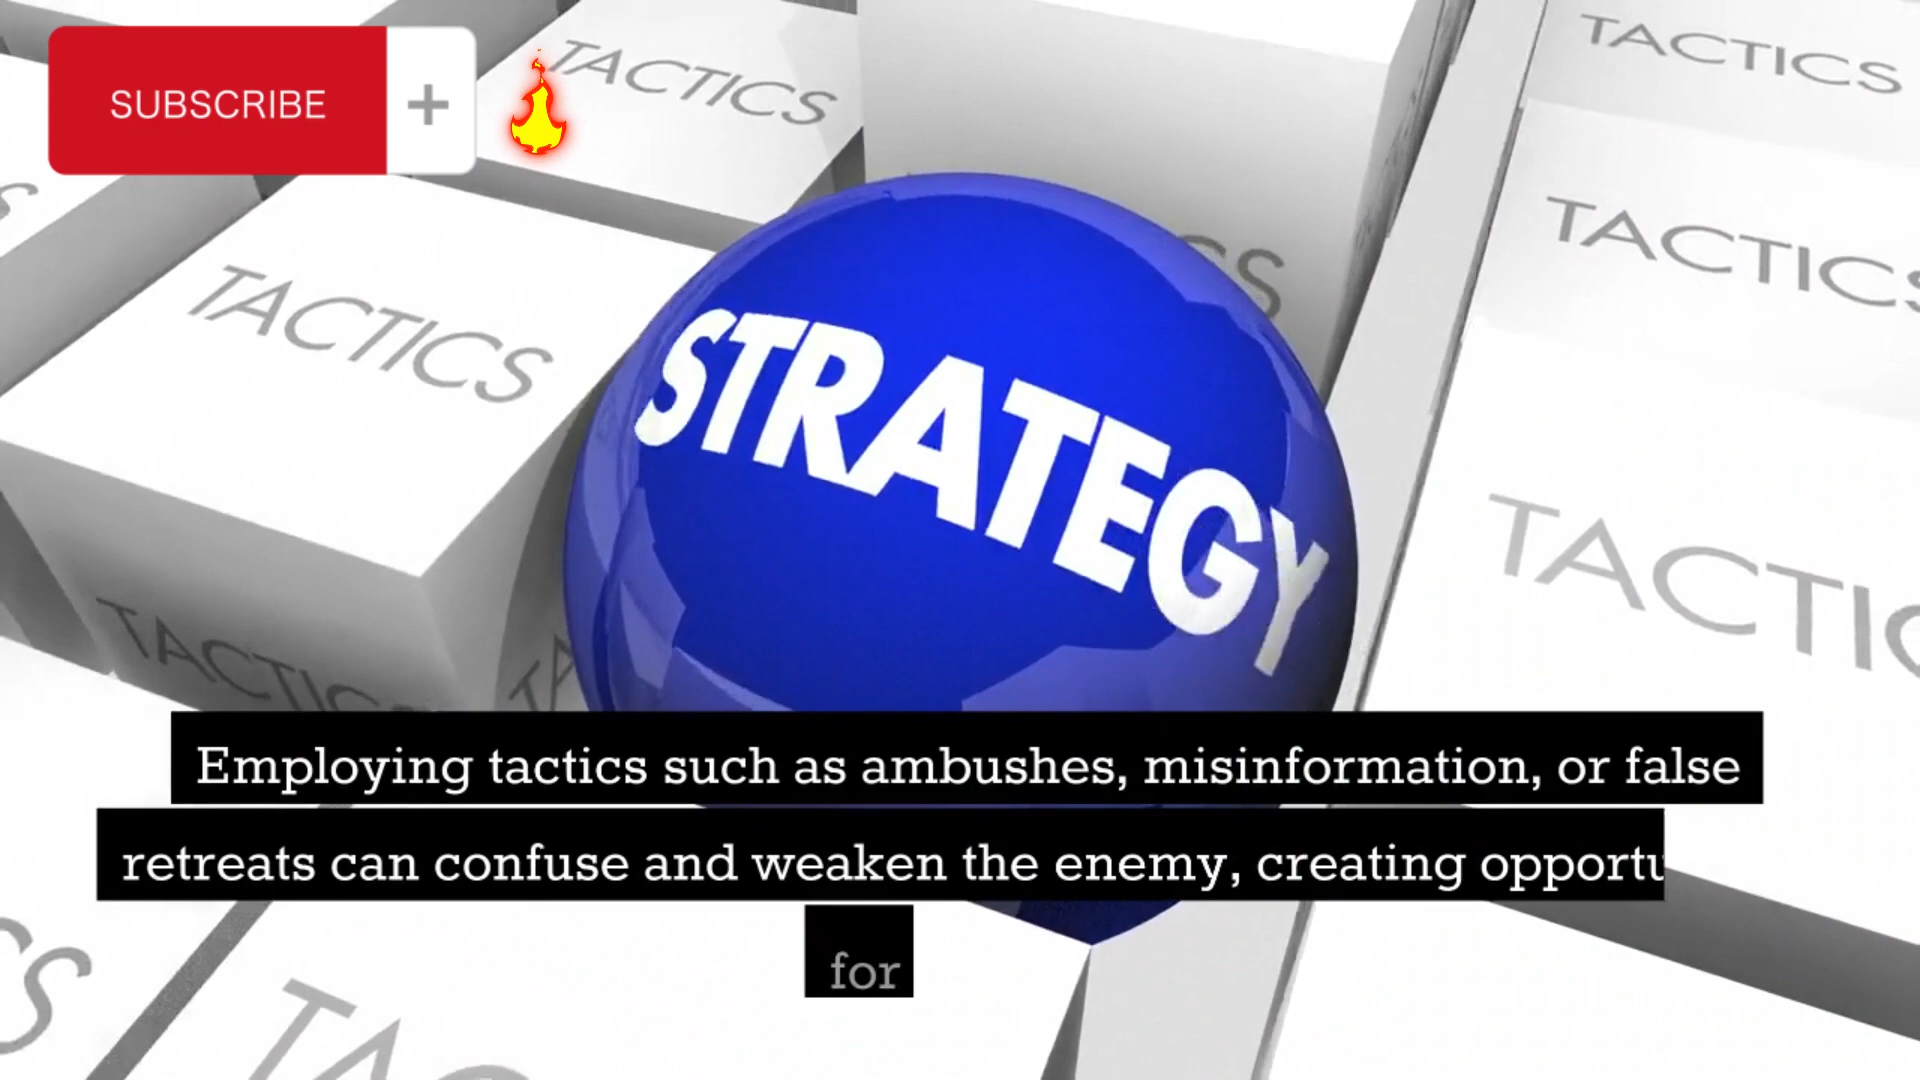 SUBSCRIBE +
TACTICS
TACTICS
TACTICS
TACTICS
STRATEGY
TACTICS
Employing tactics such as ambushes, misinformation, or false
retreats can confuse and weaken the enemy, creating opportu
for